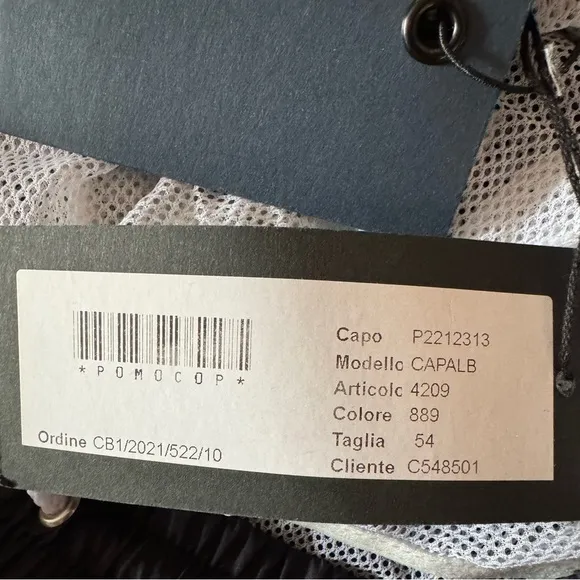 *POMOCOP*
Ordine CB1/2021/522/10
Capo P2212313
Modello CAPALB
Articolo 4209
Colore 889
Taglia 54
Cliente C548501